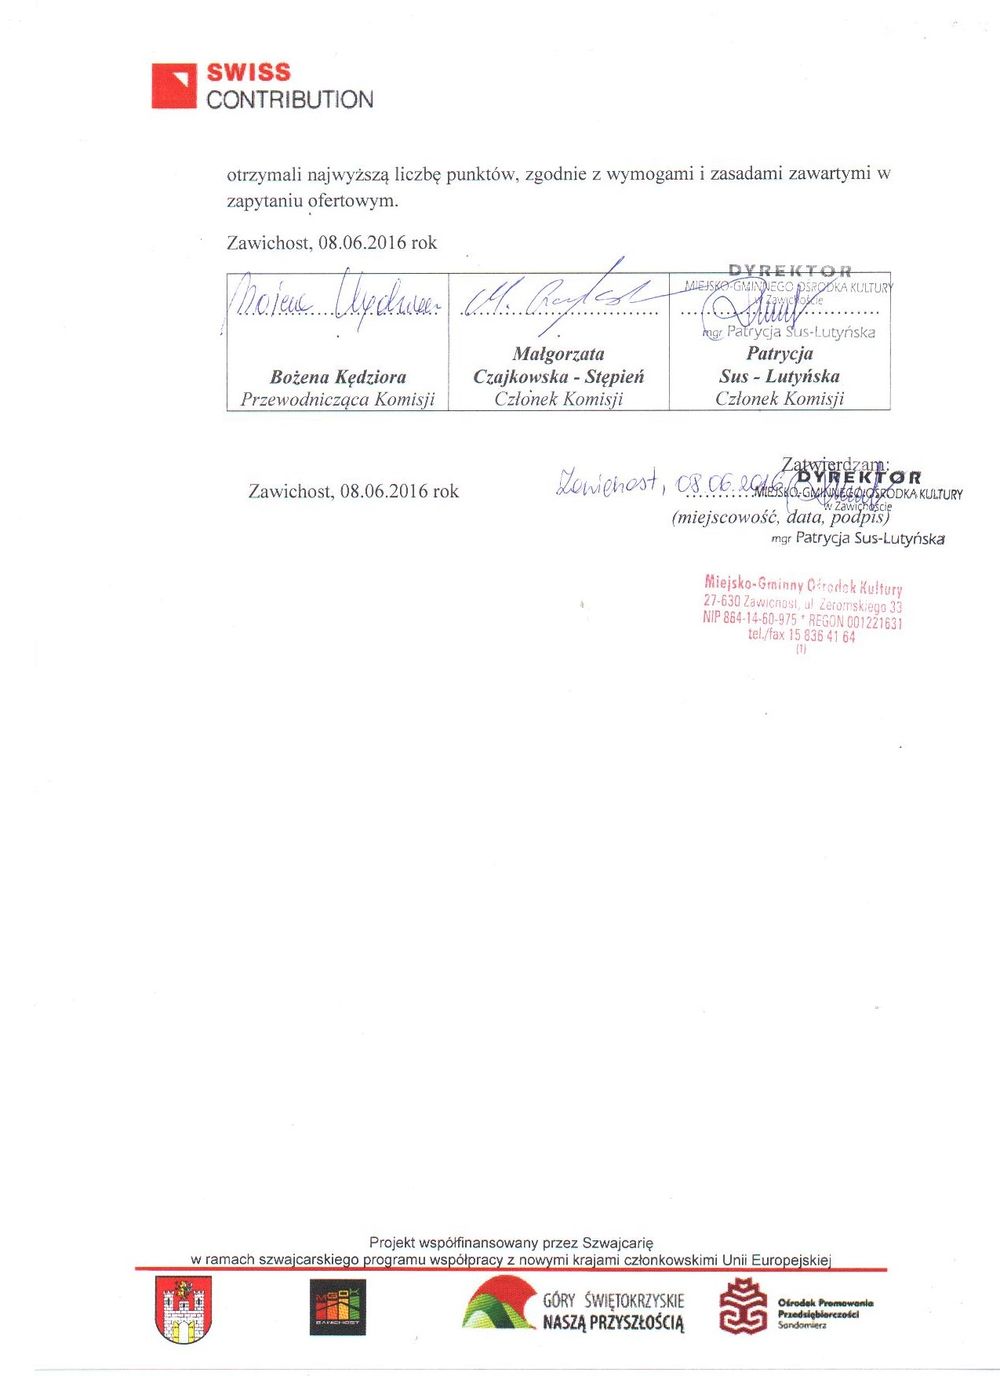 SWISS
CONTRIBUTION
otrzymali najwyższą liczbę punktów, zgodnie z wymogami i zasadami zawartymi w
zapytaniu ofertowym.
Zawichost, 08.06.2016 rok
DYREKTOR
MIEJSKO-GMINNEGO OŚRODKA KULTURY
w Zawichoście
mgr Patrycja Sus-Lutyńska
Bożena Kędziora
Przewodnicząca Komisji
Małgorzata
Czajkowska - Stępień
Członek Komisji
Patrycja
Sus - Lutyńska
Członek Komisji
Zatwierdzam:
Zawichost, 08.06.2016 rok
Zawichost, 08.06.2016
DYREKTOR
MIEJSKO-GMINNEGO OŚRODKA KULTURY
w Zawichoście
(miejscowość, data, podpis)
mgr Patrycja Sus-Lutyńska
Miejsko-Gminny Ośrodek Kultury
27-630 Zawichost, ul. Żeromskiego 33
NIP 864-14-60-975 * REGON 001221631
tel./fax 15 836 41 64
(1)
Projekt współfinansowany przez Szwajcarię
w ramach szwajcarskiego programu współpracy z nowymi krajami członkowskimi Unii Europejskiej
ZAWICHOST
GÓRY ŚWIĘTOKRZYSKIE
NASZĄ PRZYSZŁOŚCIĄ
Ośrodek Promowania
Przedsiębiorczości
Sandomierz